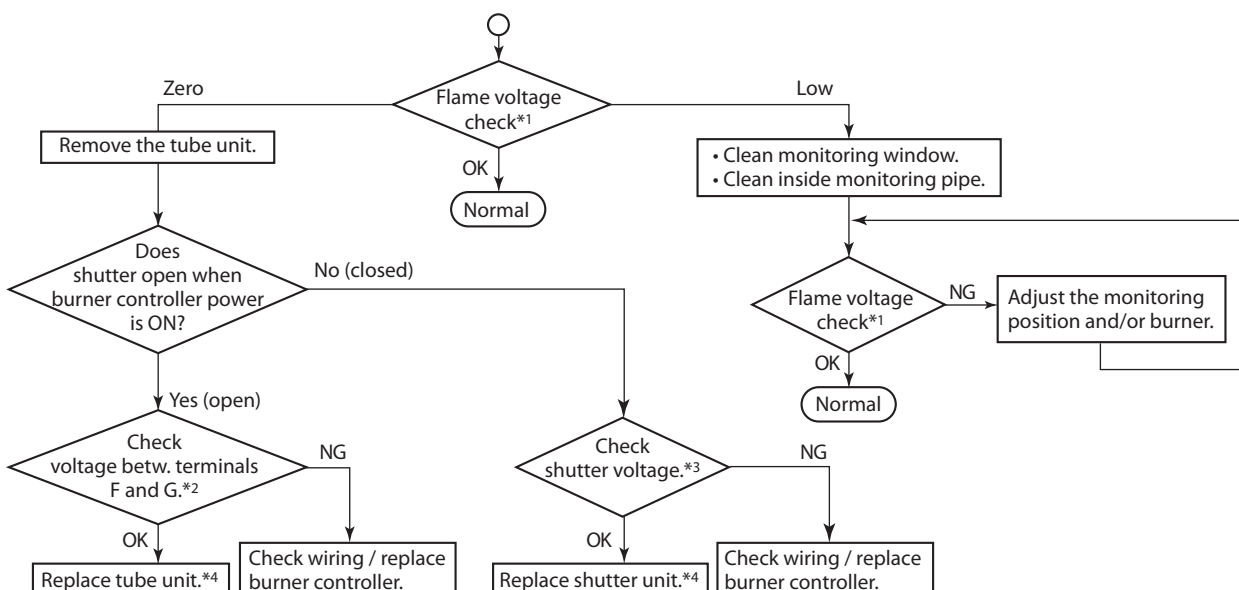 Flame voltage
check*1
Zero
Low
OK
Normal
Remove the tube unit.
• Clean monitoring window.
• Clean inside monitoring pipe.
Does
shutter open when
burner controller power
is ON?
No (closed)
Yes (open)
Flame voltage
check*1
NG
Adjust the monitoring
position and/or burner.
OK
Normal
Check
voltage betw. terminals
F and G.*2
NG
OK
Replace tube unit.*4
Check wiring / replace
burner controller.
Check
shutter voltage.*3
NG
OK
Replace shutter unit.*4
Check wiring / replace
burner controller.